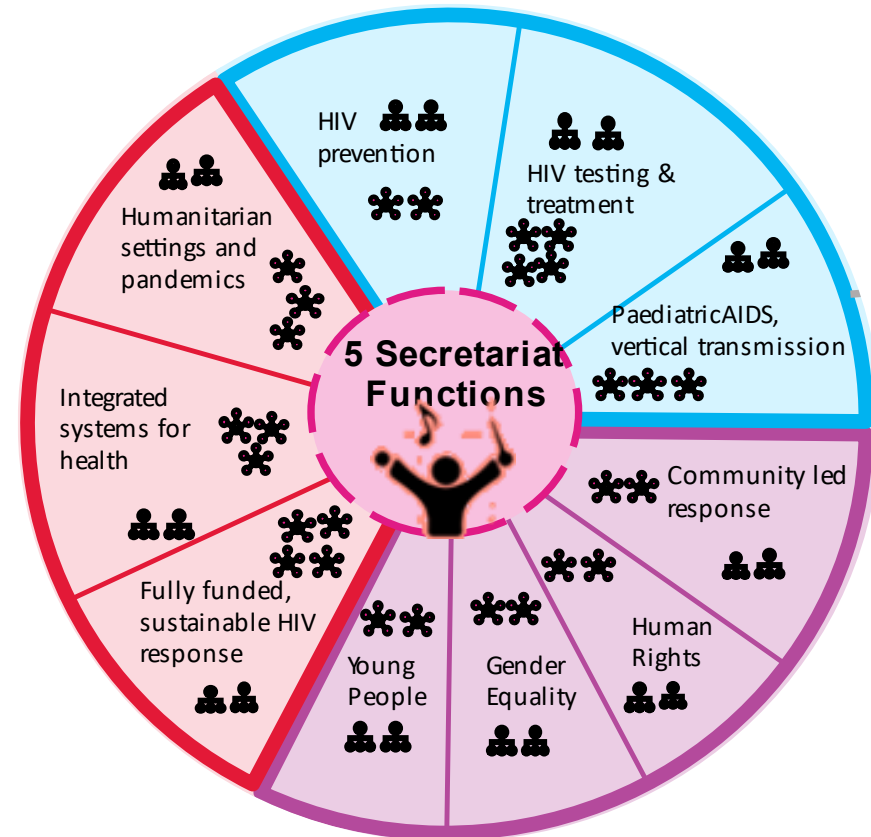 HIV
prevention
HIV testing &
treatment
PaediatricAIDS,
vertical transmission
Community led
response
Human
Rights
Gender
Equality
Young
People
Fully funded,
sustainable HIV
response
Integrated
systems for
health
Humanitarian
settings and
pandemics
5 Secretariat
Functions